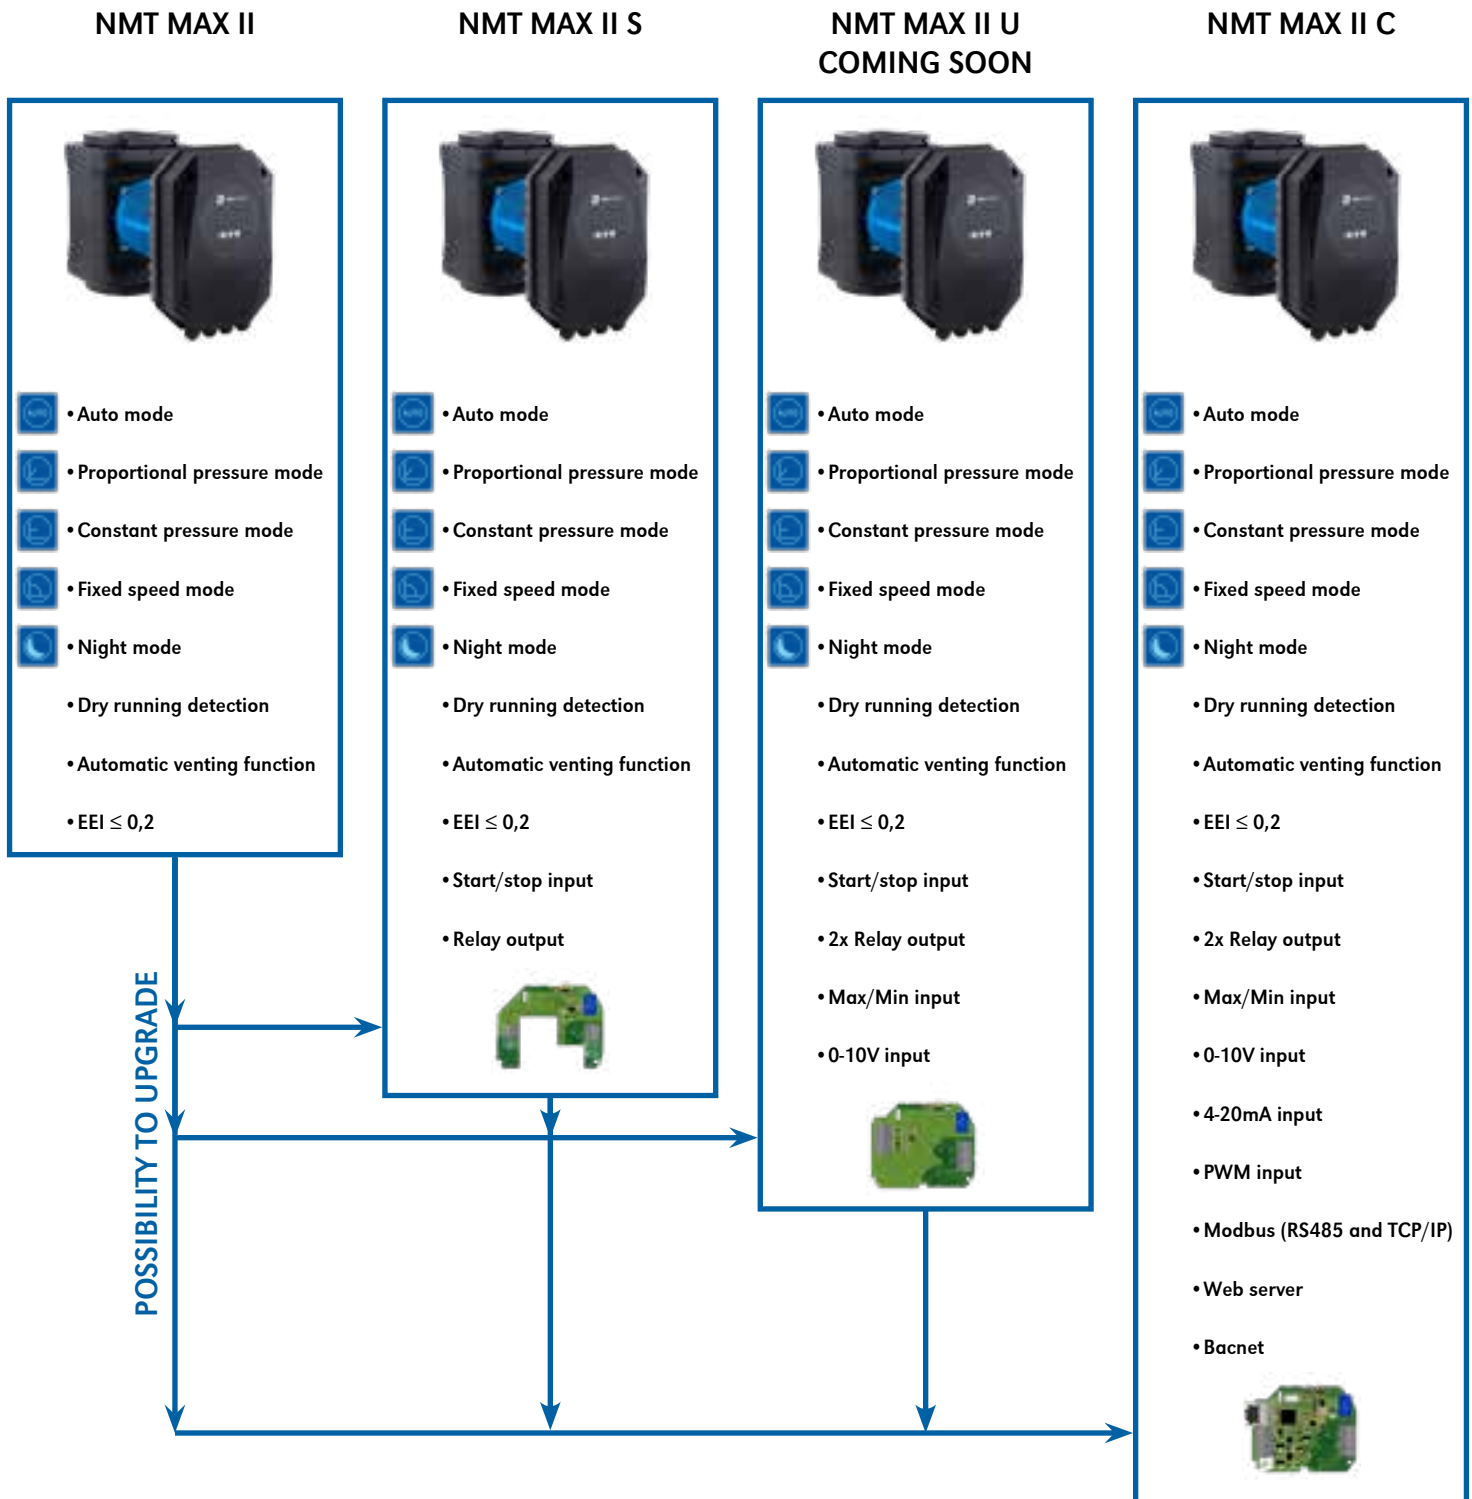 NMT MAX II
NMT MAX II S
NMT MAX II U
COMING SOON
NMT MAX II C
• Auto mode
• Proportional pressure mode
• Constant pressure mode
• Fixed speed mode
• Night mode
• Dry running detection
• Automatic venting function
• EEI ≤ 0,2
• Auto mode
• Proportional pressure mode
• Constant pressure mode
• Fixed speed mode
• Night mode
• Dry running detection
• Automatic venting function
• EEI ≤ 0,2
• Start/stop input
• Relay output
• Auto mode
• Proportional pressure mode
• Constant pressure mode
• Fixed speed mode
• Night mode
• Dry running detection
• Automatic venting function
• EEI ≤ 0,2
• Start/stop input
• 2x Relay output
• Max/Min input
• 0-10V input
• Auto mode
• Proportional pressure mode
• Constant pressure mode
• Fixed speed mode
• Night mode
• Dry running detection
• Automatic venting function
• EEI ≤ 0,2
• Start/stop input
• 2x Relay output
• Max/Min input
• 0-10V input
• 4-20mA input
• PWM input
• Modbus (RS485 and TCP/IP)
• Web server
• Bacnet
POSSIBILITY TO UPGRADE